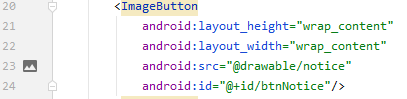 20 <ImageButton
21 android:layout_height="wrap_content"
22 android:layout_width="wrap_content"
23 android:src="@drawable/notice"
24 android:id="@+id/btnNotice"/>